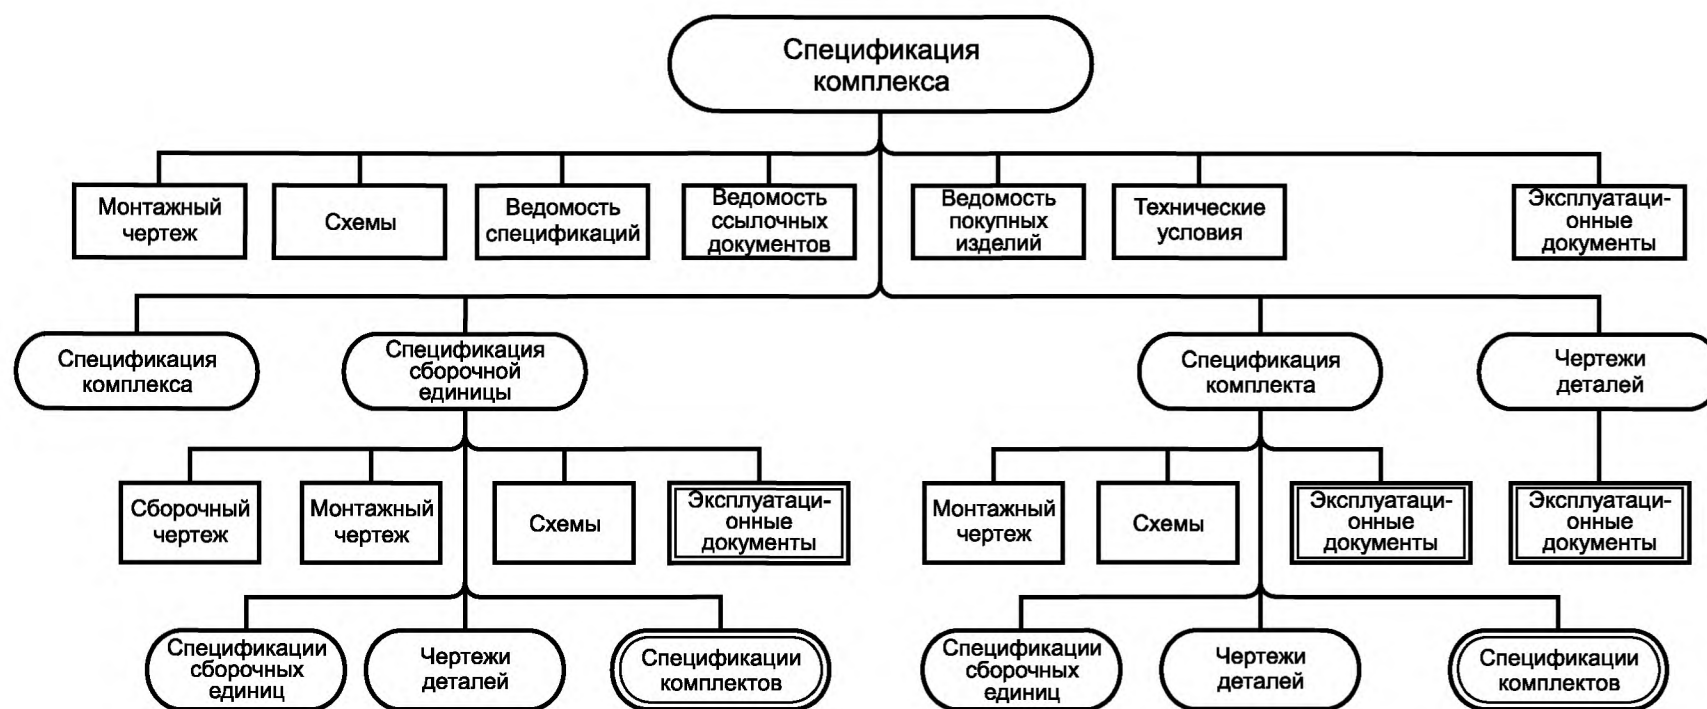 Спецификация
комплекса
Монтажный
чертеж
Схемы
Ведомость
спецификаций
Ведомость
ссылочных
документов
Ведомость
покупных
изделий
Технические
условия
Эксплуатаци-
онные
документы
Спецификация
комплекса
Спецификация
сборочной
единицы
Спецификация
комплекта
Чертежи
деталей
Сборочный
чертеж
Монтажный
чертеж
Схемы
Эксплуатаци-
онные
документы
Монтажный
чертеж
Схемы
Эксплуатаци-
онные
документы
Эксплуатаци-
онные
документы
Спецификации
сборочных
единиц
Чертежи
деталей
Спецификации
комплектов
Спецификации
сборочных
единиц
Чертежи
деталей
Спецификации
комплектов